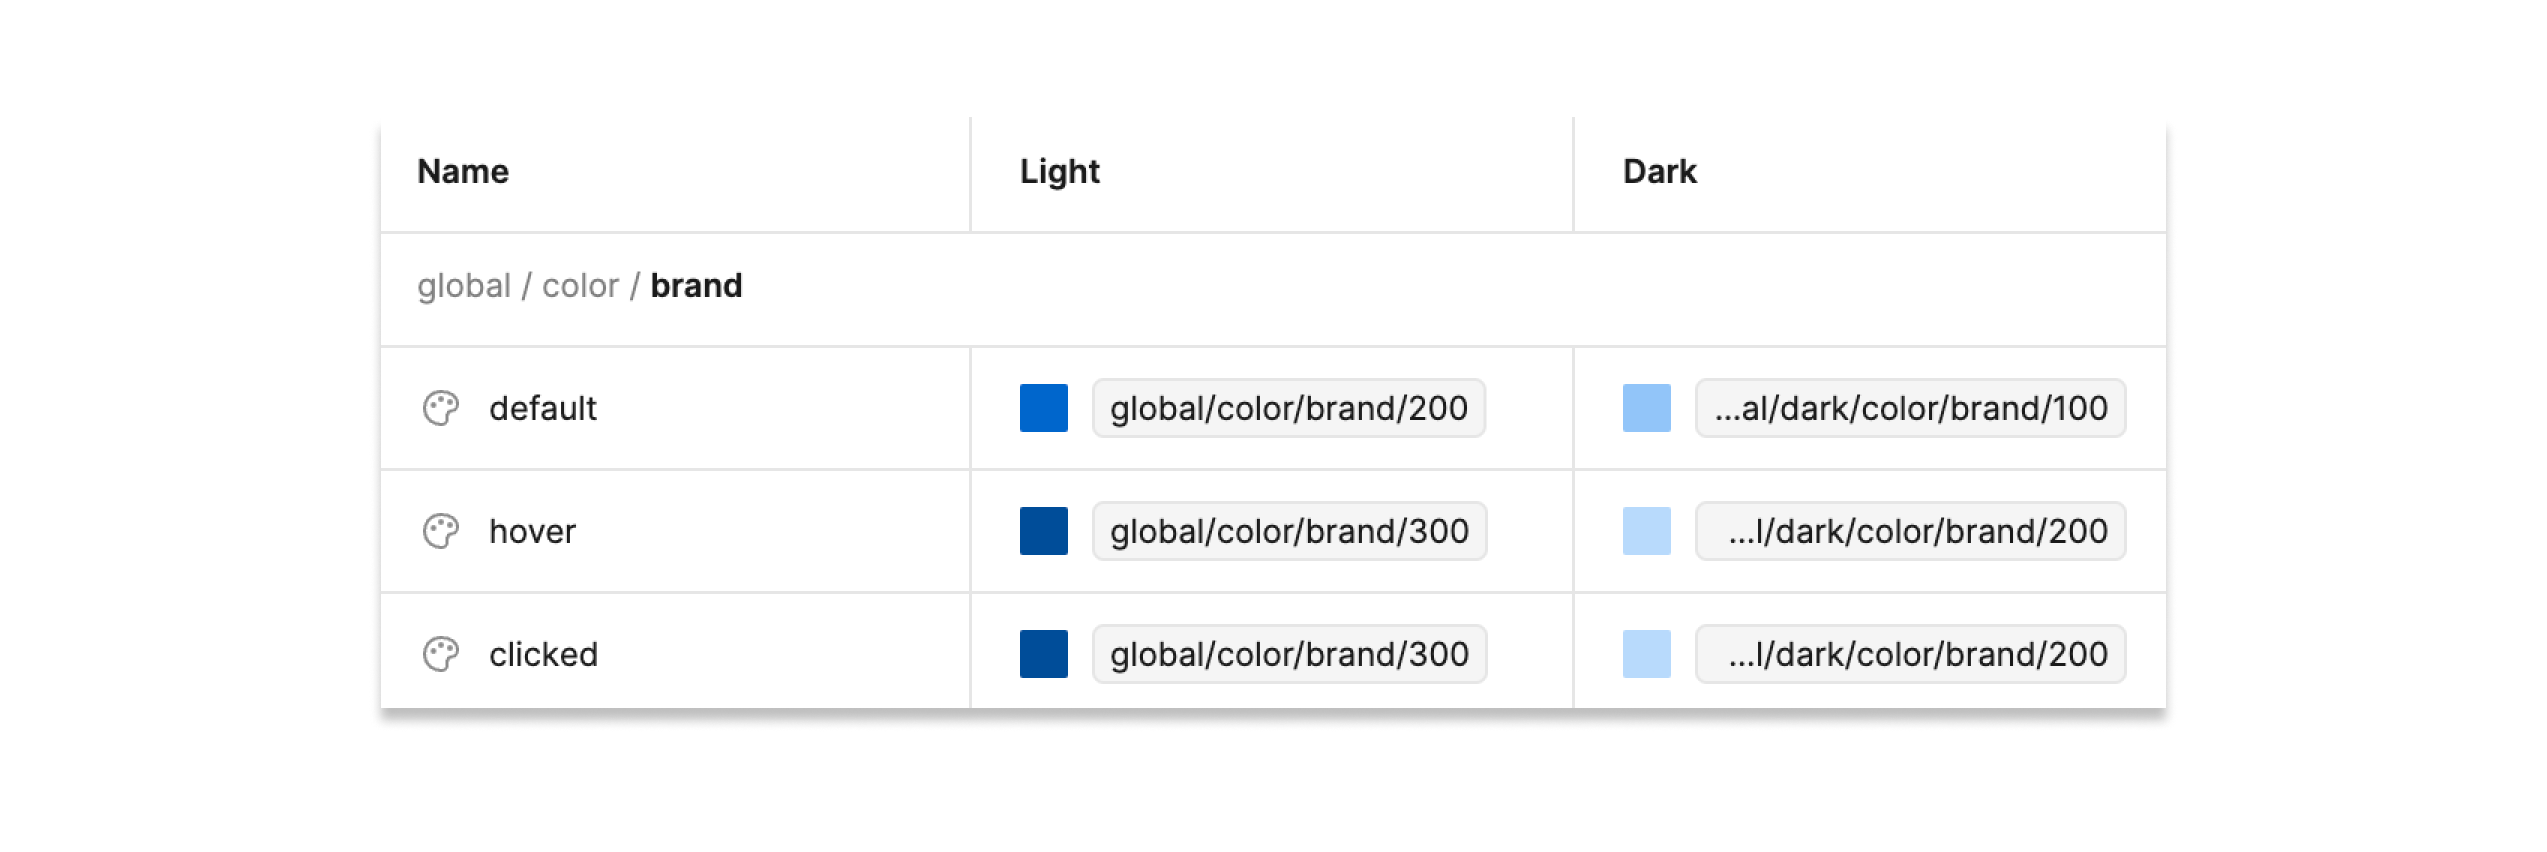 Name Light Dark
global / color / brand
default global/color/brand/200 ...al/dark/color/brand/100
hover global/color/brand/300 ...l/dark/color/brand/200
clicked global/color/brand/300 ...l/dark/color/brand/200